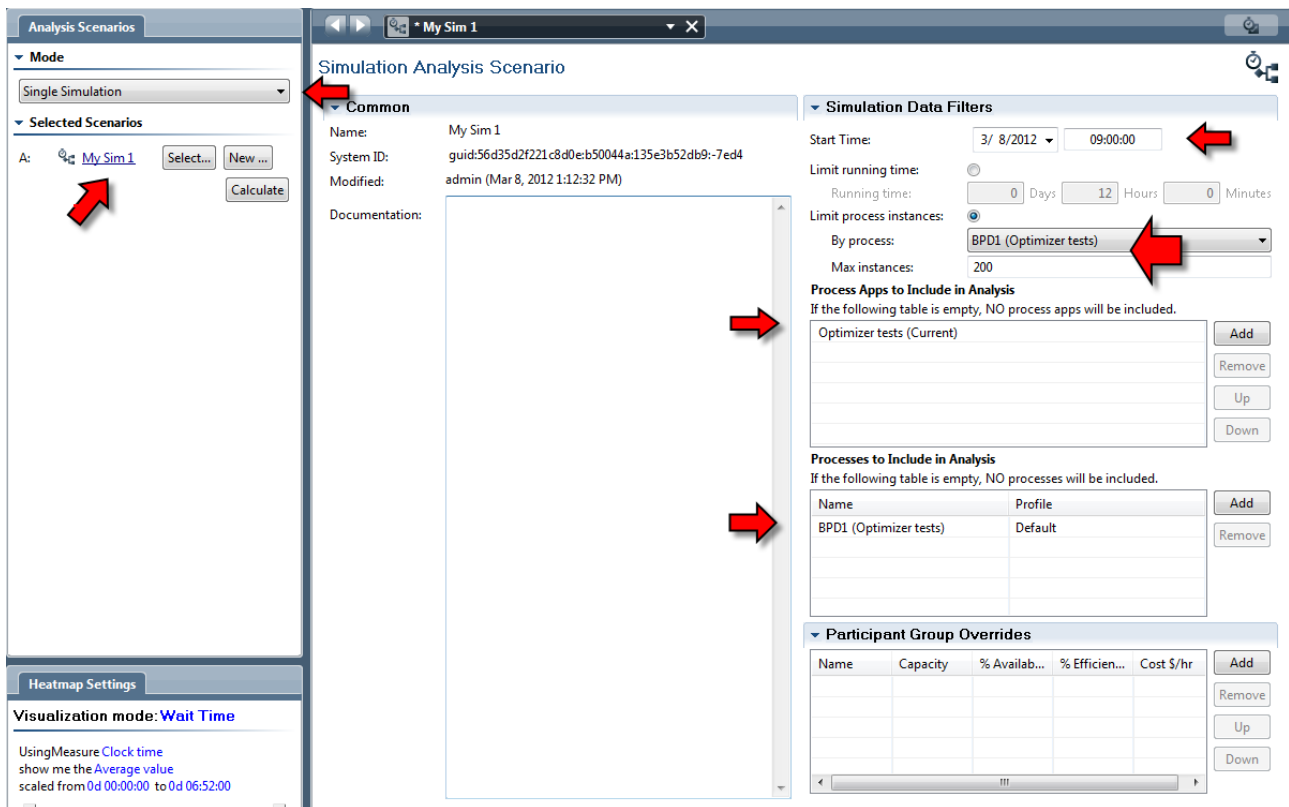 Analysis Scenarios
Mode
Single Simulation
Selected Scenarios
A: My Sim 1 Select... New ...
Calculate
Heatmap Settings
Visualization mode: Wait Time
UsingMeasure Clock time
show me the Average value
scaled from 0d 00:00:00 to 0d 06:52:00
* My Sim 1
Simulation Analysis Scenario
Common
Name: My Sim 1
System ID: guid:56d35d2f221c8d0e:b50044a:135e3b52db9:-7ed4
Modified: admin (Mar 8, 2012 1:12:32 PM)
Documentation:
Simulation Data Filters
Start Time: 3/ 8/2012 09:00:00
Limit running time:
Running time: 0 Days 12 Hours 0 Minutes
Limit process instances:
By process: BPD1 (Optimizer tests)
Max instances: 200
Process Apps to Include in Analysis
If the following table is empty, NO process apps will be included.
Optimizer tests (Current)
Add
Remove
Up
Down
Processes to Include in Analysis
If the following table is empty, NO processes will be included.
Name Profile
BPD1 (Optimizer tests) Default
Add
Remove
Participant Group Overrides
Name Capacity % Availab... % Efficien... Cost $/hr
Add
Remove
Up
Down